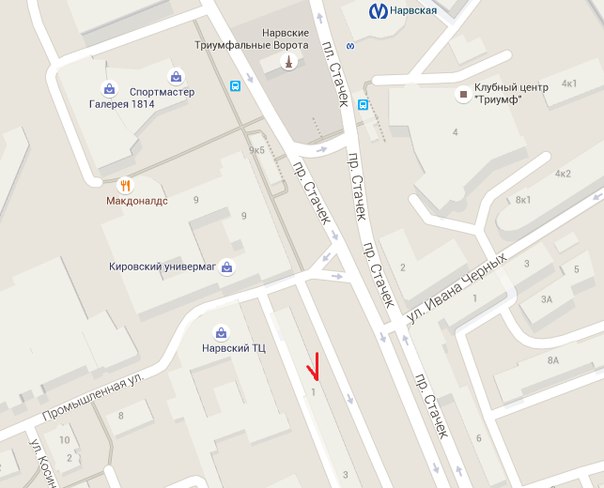 Нарвская
Нарвские
Триумфальные Ворота
пл. Стачек
Спортмастер
Галерея 1814
Клубный центр
"Триумф"
4к1
4
9к5
4к2
Макдоналдс
9
9
8к1
пр. Стачек
пр. Стачек
2
Кировский универмаг
ул. Ивана Черных
3
5
1
3А
Нарвский ТЦ
8А
Промышленная ул.
1
пр. Стачек
8
10
2
6
ул. Косин
3